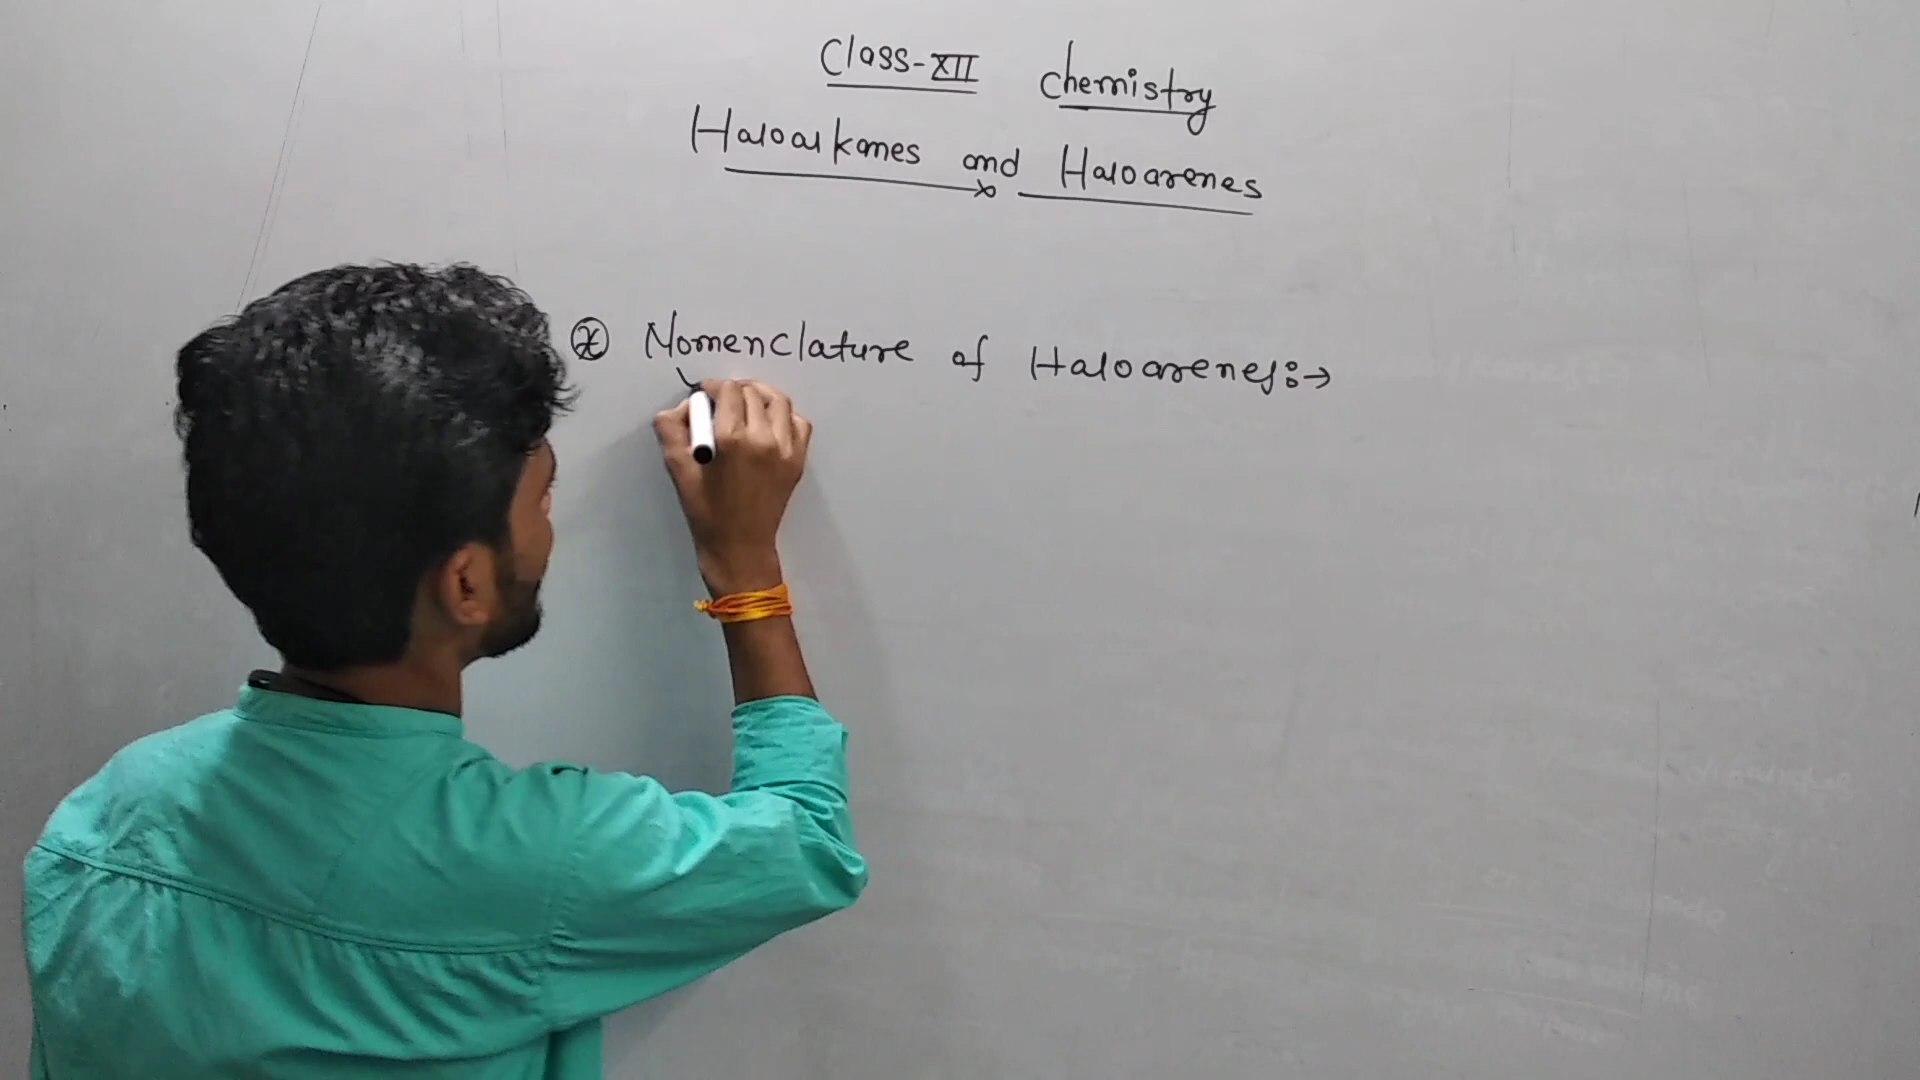 Class-XII Chemistry
Haloalkanes and Haloarenes
Nomenclature of Haloarenes:→